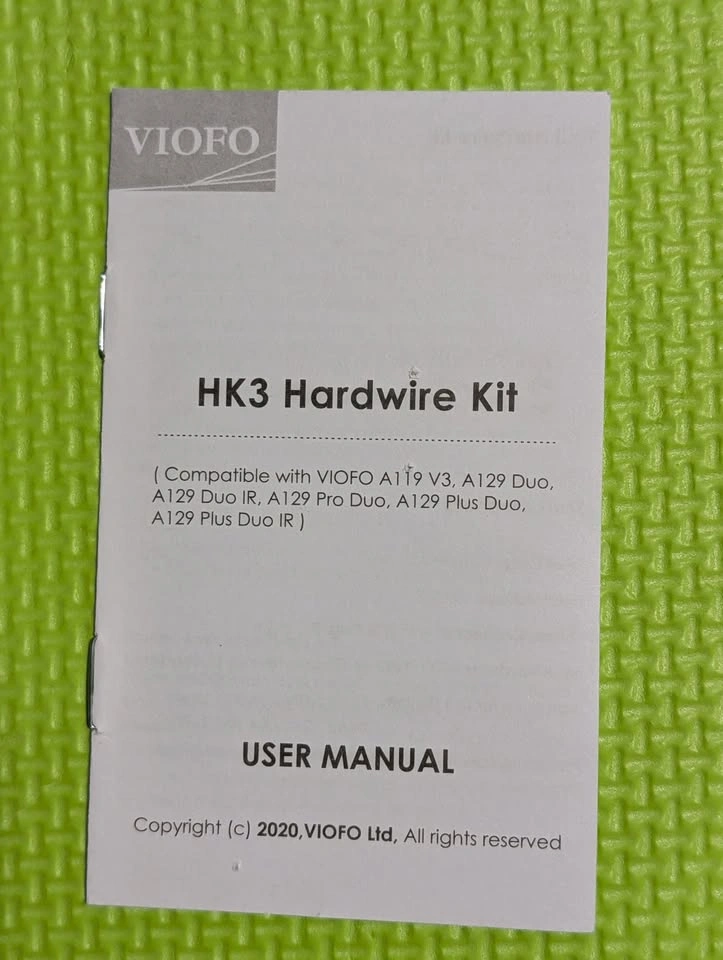 VIOFO
HK3 Hardwire Kit
( Compatible with VIOFO A119 V3, A129 Duo,
A129 Duo IR, A129 Pro Duo, A129 Plus Duo,
A129 Plus Duo IR )
USER MANUAL
Copyright (c) 2020,VIOFO Ltd, All rights reserved